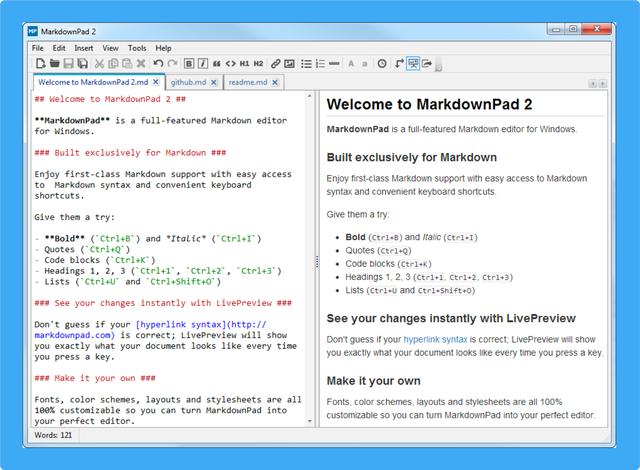 MarkdownPad 2
File Edit Insert View Tools Help
B I H1 H2 A a
Welcome to MarkdownPad 2.md github.md readme.md
## Welcome to MarkdownPad 2 ##
**MarkdownPad** is a full-featured Markdown editor
for Windows.
### Built exclusively for Markdown ###
Enjoy first-class Markdown support with easy access
to  Markdown syntax and convenient keyboard
shortcuts.
Give them a try:
- **Bold** (`Ctrl+B`) and *Italic* (`Ctrl+I`)
- Quotes (`Ctrl+Q`)
- Code blocks (`Ctrl+K`)
- Headings 1, 2, 3 (`Ctrl+1`, `Ctrl+2`, `Ctrl+3`)
- Lists (`Ctrl+U` and `Ctrl+Shift+O`)
### See your changes instantly with LivePreview ###
Don't guess if your [hyperlink syntax](http://
markdownpad.com) is correct; LivePreview will show
you exactly what your document looks like every time
you press a key.
### Make it your own ###
Fonts, color schemes, layouts and stylesheets are all
100% customizable so you can turn MarkdownPad into
your perfect editor.
Welcome to MarkdownPad 2
MarkdownPad is a full-featured Markdown editor for Windows.
Built exclusively for Markdown
Enjoy first-class Markdown support with easy access to Markdown
syntax and convenient keyboard shortcuts.
Give them a try:
• Bold (Ctrl+B) and Italic (Ctrl+I)
• Quotes (Ctrl+Q)
• Code blocks (Ctrl+K)
• Headings 1, 2, 3 (Ctrl+1, Ctrl+2, Ctrl+3)
• Lists (Ctrl+U and Ctrl+Shift+O)
See your changes instantly with LivePreview
Don't guess if your hyperlink syntax is correct; LivePreview will show
you exactly what your document looks like every time you press a key.
Make it your own
Fonts, color schemes, layouts and stylesheets are all 100%
customizable so you can turn MarkdownPad into your perfect editor.
Words: 121